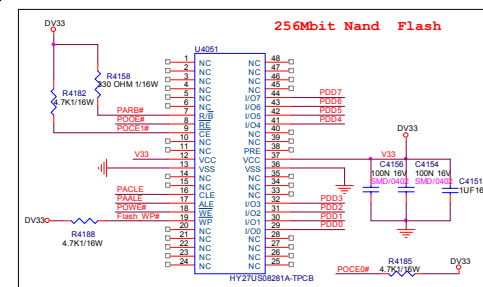 256Mbit Nand Flash
DV33
U4051
R4158
330 OHM 1/16W
R4182
4.7K1/16W
1 NC NC 48
2 NC NC 47
3 NC NC 46
4 NC NC 45
5 NC I/O7 44 PDD7
6 NC I/O6 43 PDD6
PARB# 7 R/B I/O5 42 PDD5
POOE# 8 RE I/O4 41 PDD4
POCE1# 9 CE NC 40
10 NC NC 39
11 NC PRE 38
V33 12 VCC VCC 37 V33
13 VSS VSS 36
14 NC NC 35
15 NC NC 34
PACLE 16 CLE NC 33
PAALE 17 ALE I/O3 32 PDD3
POWE# 18 WE I/O2 31 PDD2
Flash_WP# 19 WP I/O1 30 PDD1
20 NC I/O0 29 PDD0
21 NC NC 28
22 NC NC 27
23 NC NC 26
24 NC NC 25
HY27US08281A-TPCB
DV33
R4188
4.7K1/16W
DV33
C4156 C4154
100N 16V 100N 16V
SMD/0402 SMD/0402
C4151
1UF16
POCE0#
R4185
4.7K1/16W
DV33